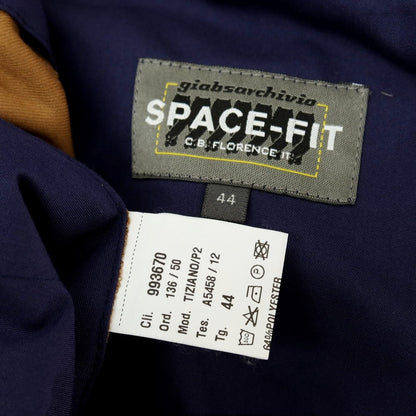 giabsarchivio
SPACE-FIT
C.B. FLORENCE IT.
44
Cli. 993670
Ord. 136 / 50
Mod. TIZIANO/P2
Tes. A5458 / 12
Tg. 44
64%POLYESTER